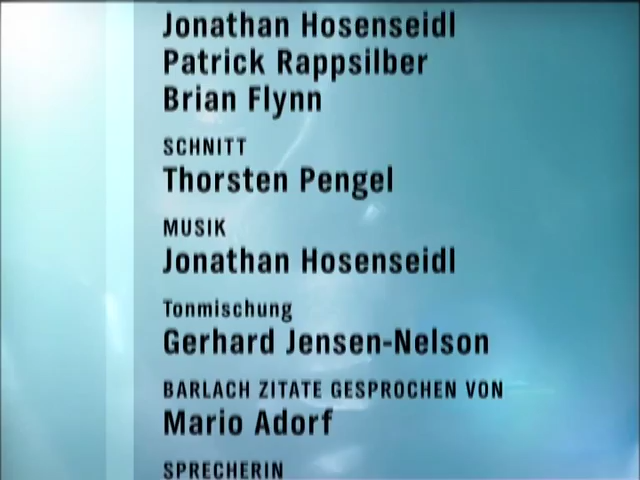 Jonathan Hosenseidl
Patrick Rappsilber
Brian Flynn
SCHNITT
Thorsten Pengel
MUSIK
Jonathan Hosenseidl
Tonmischung
Gerhard Jensen-Nelson
BARLACH ZITATE GESPROCHEN VON
Mario Adorf
SPRECHERIN